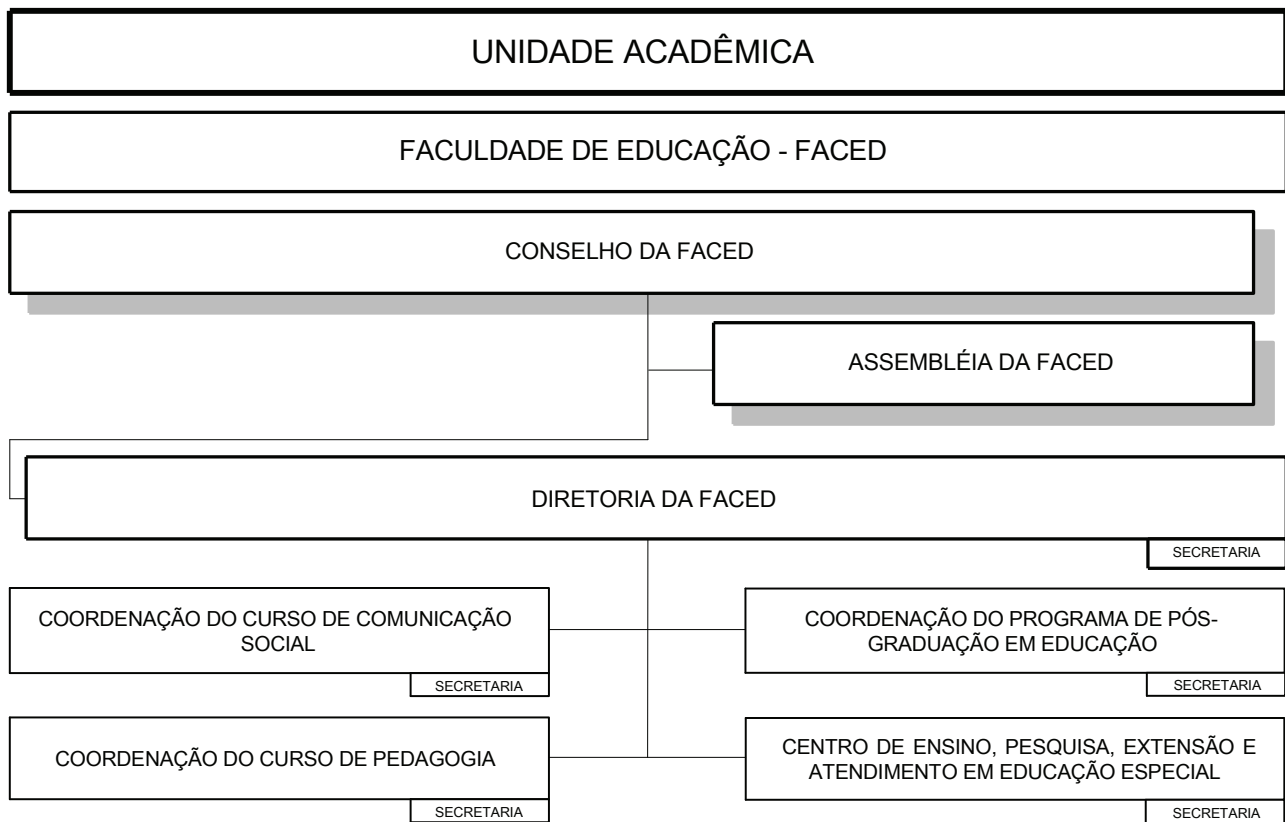 UNIDADE ACADÊMICA
FACULDADE DE EDUCAÇÃO - FACED
CONSELHO DA FACED
ASSEMBLÉIA DA FACED
DIRETORIA DA FACED
SECRETARIA
COORDENAÇÃO DO CURSO DE COMUNICAÇÃO
SOCIAL
SECRETARIA
COORDENAÇÃO DO PROGRAMA DE PÓS-
GRADUAÇÃO EM EDUCAÇÃO
SECRETARIA
COORDENAÇÃO DO CURSO DE PEDAGOGIA
SECRETARIA
CENTRO DE ENSINO, PESQUISA, EXTENSÃO E
ATENDIMENTO EM EDUCAÇÃO ESPECIAL
SECRETARIA